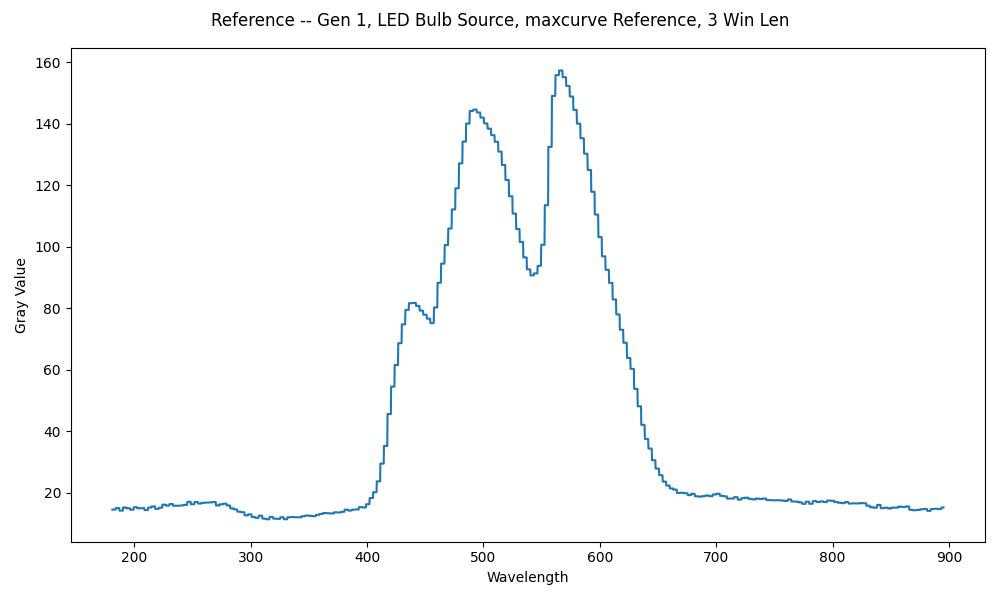 Reference -- Gen 1, LED Bulb Source, maxcurve Reference, 3 Win Len
160
140
120
100
80
60
40
20
Gray Value
200 300 400 500 600 700 800 900
Wavelength